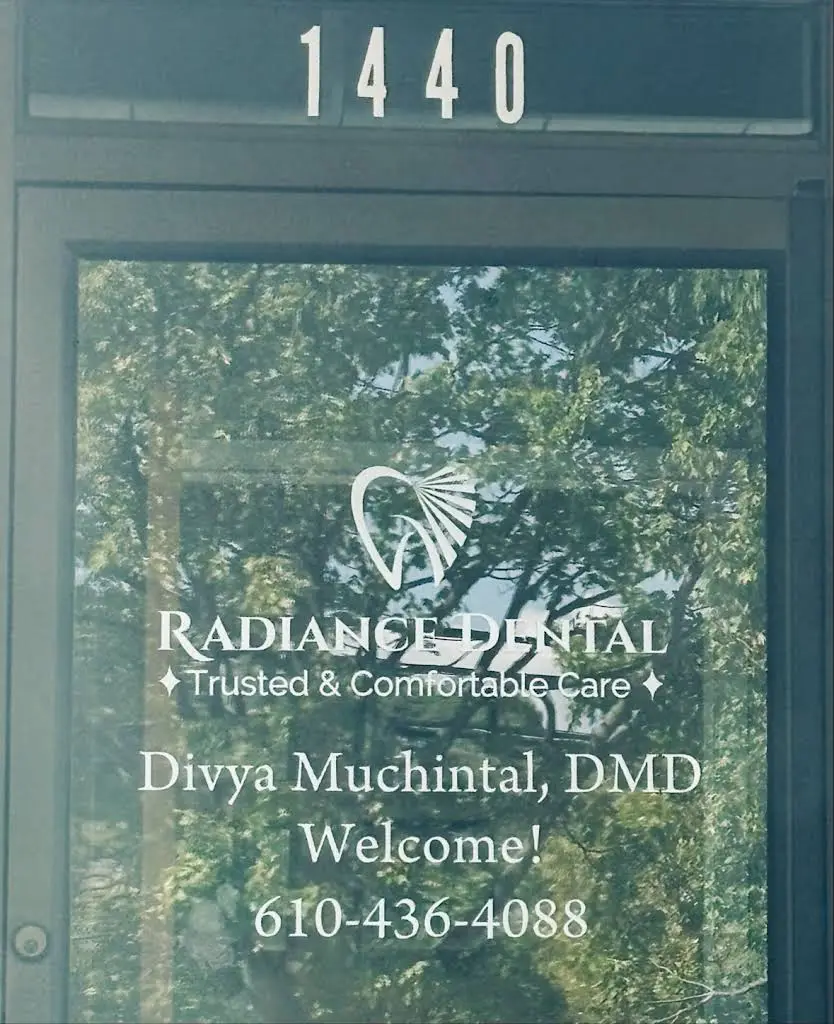 1440
RADIANCE DENTAL
✦Trusted & Comfortable Care✦
Divya Muchintal, DMD
Welcome!
610-436-4088